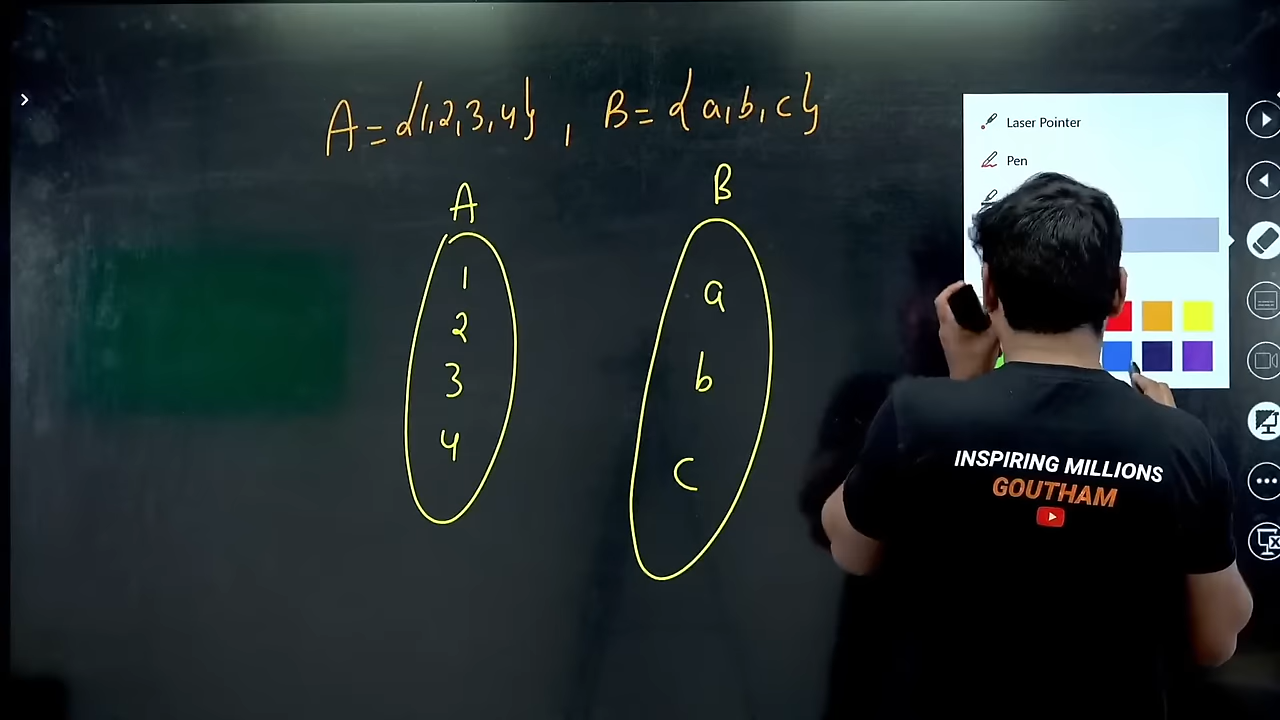 A = {1,2,3,4} , B = {a,b,c}
A
1
2
3
4
B
a
b
c
Laser Pointer
Pen
INSPIRING MILLIONS
GOUTHAM